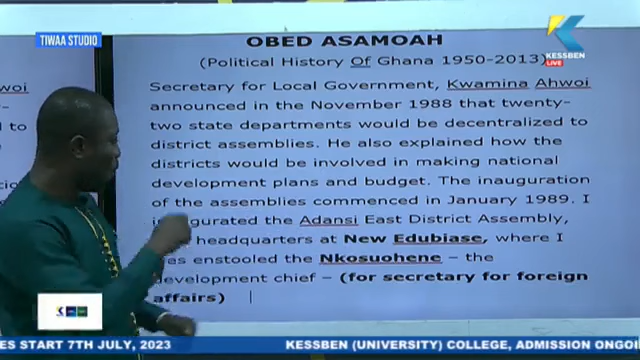 TIWAA STUDIO
KESSBEN
LIVE
woi
to
OBED ASAMOAH
(Political History Of Ghana 1950-2013)
Secretary for Local Government, Kwamina Ahwoi
announced in the November 1988 that twenty-
two state departments would be decentralized to
district assemblies. He also explained how the
districts would be involved in making national
development plans and budget. The inauguration
of the assemblies commenced in January 1989. I
the Adansi East District Assembly,
headquarters at New Edubiase, where I
enstooled the Nkosuohene – the
development chief – (for secretary for foreign
affairs)
ES START 7TH JULY, 2023 KESSBEN (UNIVERSITY) COLLEGE, ADMISSION ONGOI